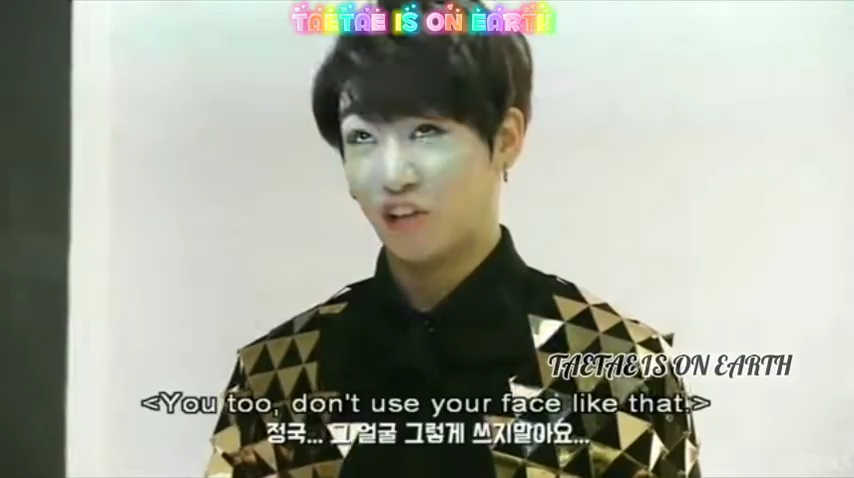 TAETAE IS ON EARTH
TAETAE IS ON EARTH
<You too, don't use your face like that.>
정국... 그 얼굴 그렇게 쓰지말아요...